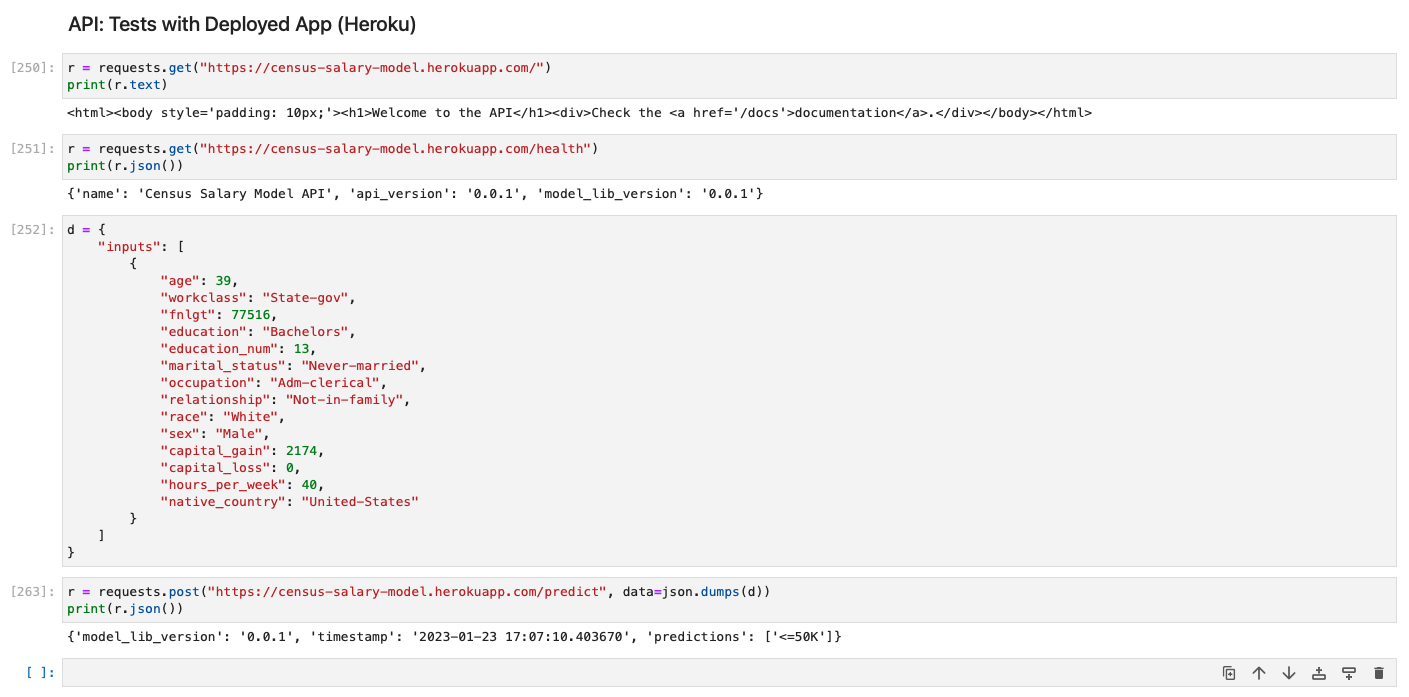 API: Tests with Deployed App (Heroku)
[250]: r = requests.get("https://census-salary-model.herokuapp.com/")
print(r.text)
<html><body style='padding: 10px;'><h1>Welcome to the API</h1><div>Check the <a href='/docs'>documentation</a>.</div></body></html>
[251]: r = requests.get("https://census-salary-model.herokuapp.com/health")
print(r.json())
{'name': 'Census Salary Model API', 'api_version': '0.0.1', 'model_lib_version': '0.0.1'}
[252]: d = {
    "inputs": [
        {
            "age": 39,
            "workclass": "State-gov",
            "fnlgt": 77516,
            "education": "Bachelors",
            "education_num": 13,
            "marital_status": "Never-married",
            "occupation": "Adm-clerical",
            "relationship": "Not-in-family",
            "race": "White",
            "sex": "Male",
            "capital_gain": 2174,
            "capital_loss": 0,
            "hours_per_week": 40,
            "native_country": "United-States"
        }
    ]
}
[263]: r = requests.post("https://census-salary-model.herokuapp.com/predict", data=json.dumps(d))
print(r.json())
{'model_lib_version': '0.0.1', 'timestamp': '2023-01-23 17:07:10.403670', 'predictions': ['<=50K']}
[ ]: